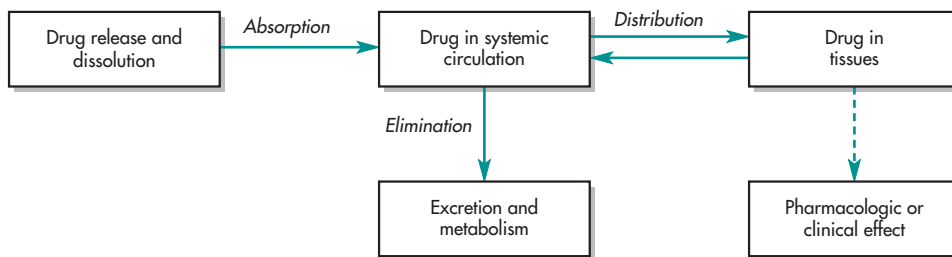 Drug release and
dissolution
Absorption
Drug in systemic
circulation
Distribution
Drug in
tissues
Elimination
Excretion and
metabolism
Pharmacologic or
clinical effect